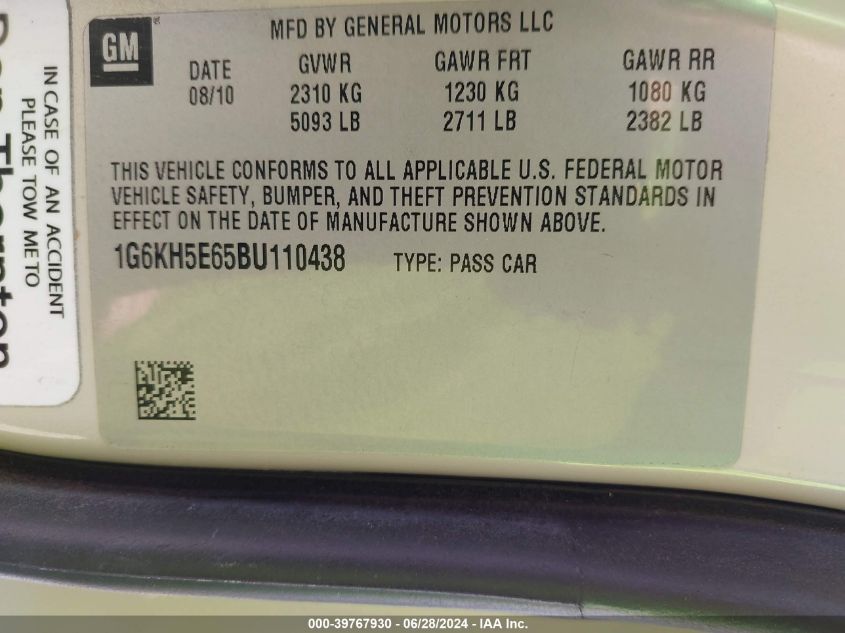 GM
MFD BY GENERAL MOTORS LLC
DATE GVWR GAWR FRT GAWR RR
08/10 2310 KG 1230 KG 1080 KG
5093 LB 2711 LB 2382 LB
THIS VEHICLE CONFORMS TO ALL APPLICABLE U.S. FEDERAL MOTOR
VEHICLE SAFETY, BUMPER, AND THEFT PREVENTION STANDARDS IN
EFFECT ON THE DATE OF MANUFACTURE SHOWN ABOVE.
1G6KH5E65BU110438 TYPE: PASS CAR
IN CASE OF AN ACCIDENT
PLEASE TOW ME TO
Don Thornton
000-39767930 - 06/28/2024 - IAA Inc.